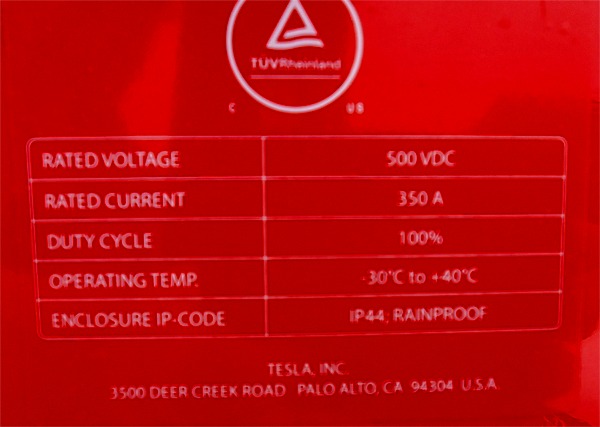 TÜVRheinland
C US
RATED VOLTAGE 500 VDC
RATED CURRENT 350 A
DUTY CYCLE 100%
OPERATING TEMP. -30°C to +40°C
ENCLOSURE IP-CODE IP44; RAINPROOF
TESLA, INC.
3500 DEER CREEK ROAD PALO ALTO, CA 94304 U.S.A.